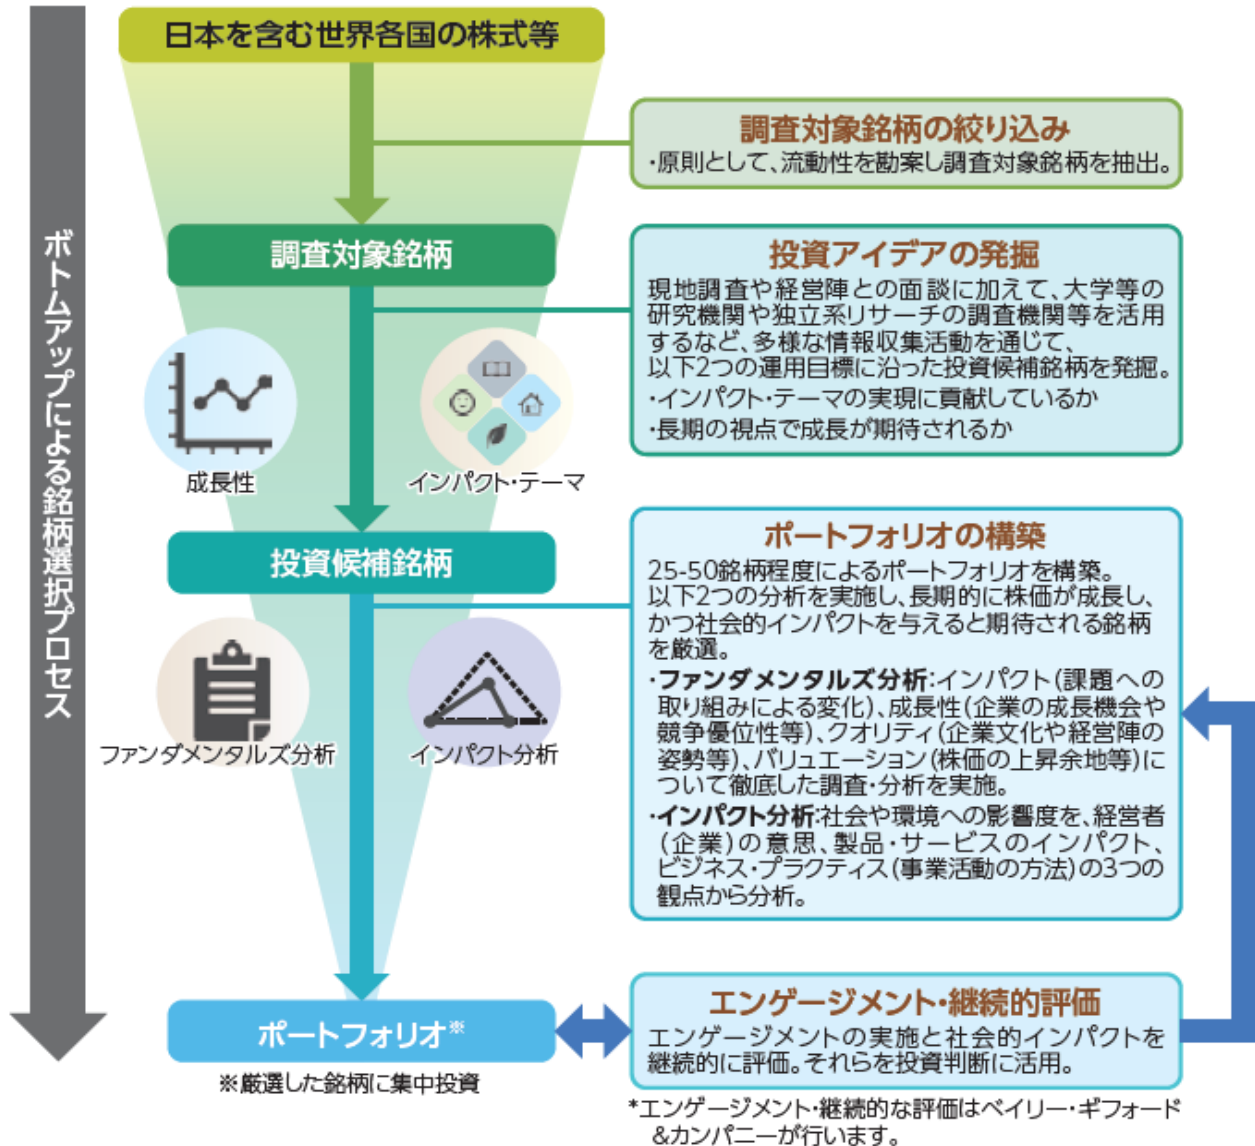 日本を含む世界各国の株式等
調査対象銘柄の絞り込み
・原則として、流動性を勘案し調査対象銘柄を抽出。
ボトムアップによる銘柄選択プロセス
調査対象銘柄
投資アイデアの発掘
現地調査や経営陣との面談に加えて、大学等の
研究機関や独立系リサーチの調査機関等を活用
するなど、多様な情報収集活動を通じて、
以下2つの運用目標に沿った投資候補銘柄を発掘。
・インパクト・テーマの実現に貢献しているか
・長期の視点で成長が期待されるか
成長性
インパクト・テーマ
投資候補銘柄
ポートフォリオの構築
25-50銘柄程度によるポートフォリオを構築。
以下2つの分析を実施し、長期的に株価が成長し、
かつ社会的インパクトを与えると期待される銘柄
を厳選。
・ファンダメンタルズ分析:インパクト(課題への
取り組みによる変化)、成長性(企業の成長機会や
競争優位性等)、クオリティ(企業文化や経営陣の
姿勢等)、バリュエーション(株価の上昇余地等)に
ついて徹底した調査・分析を実施。
・インパクト分析:社会や環境への影響度を、経営者
(企業)の意思、製品・サービスのインパクト、
ビジネス・プラクティス(事業活動の方法)の3つの
観点から分析。
ファンダメンタルズ分析
インパクト分析
ポートフォリオ※
※厳選した銘柄に集中投資
エンゲージメント・継続的評価
エンゲージメントの実施と社会的インパクトを
継続的に評価。それらを投資判断に活用。
*エンゲージメント・継続的な評価はベイリー・ギフォード
&カンパニーが行います。